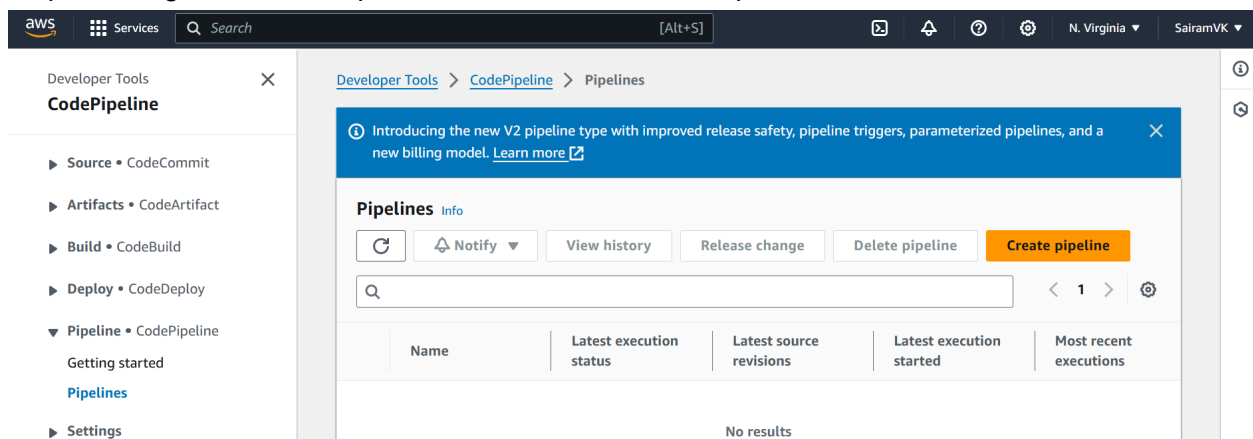 aws Services Search [Alt+S] N. Virginia ▼ SairamVK ▼
Developer Tools
CodePipeline
▶ Source • CodeCommit
▶ Artifacts • CodeArtifact
▶ Build • CodeBuild
▶ Deploy • CodeDeploy
▼ Pipeline • CodePipeline
Getting started
Pipelines
▶ Settings
Developer Tools > CodePipeline > Pipelines
Introducing the new V2 pipeline type with improved release safety, pipeline triggers, parameterized pipelines, and a
new billing model. Learn more
Pipelines Info
Notify ▼ View history Release change Delete pipeline Create pipeline
< 1 >
Name Latest execution status Latest source revisions Latest execution started Most recent executions
No results